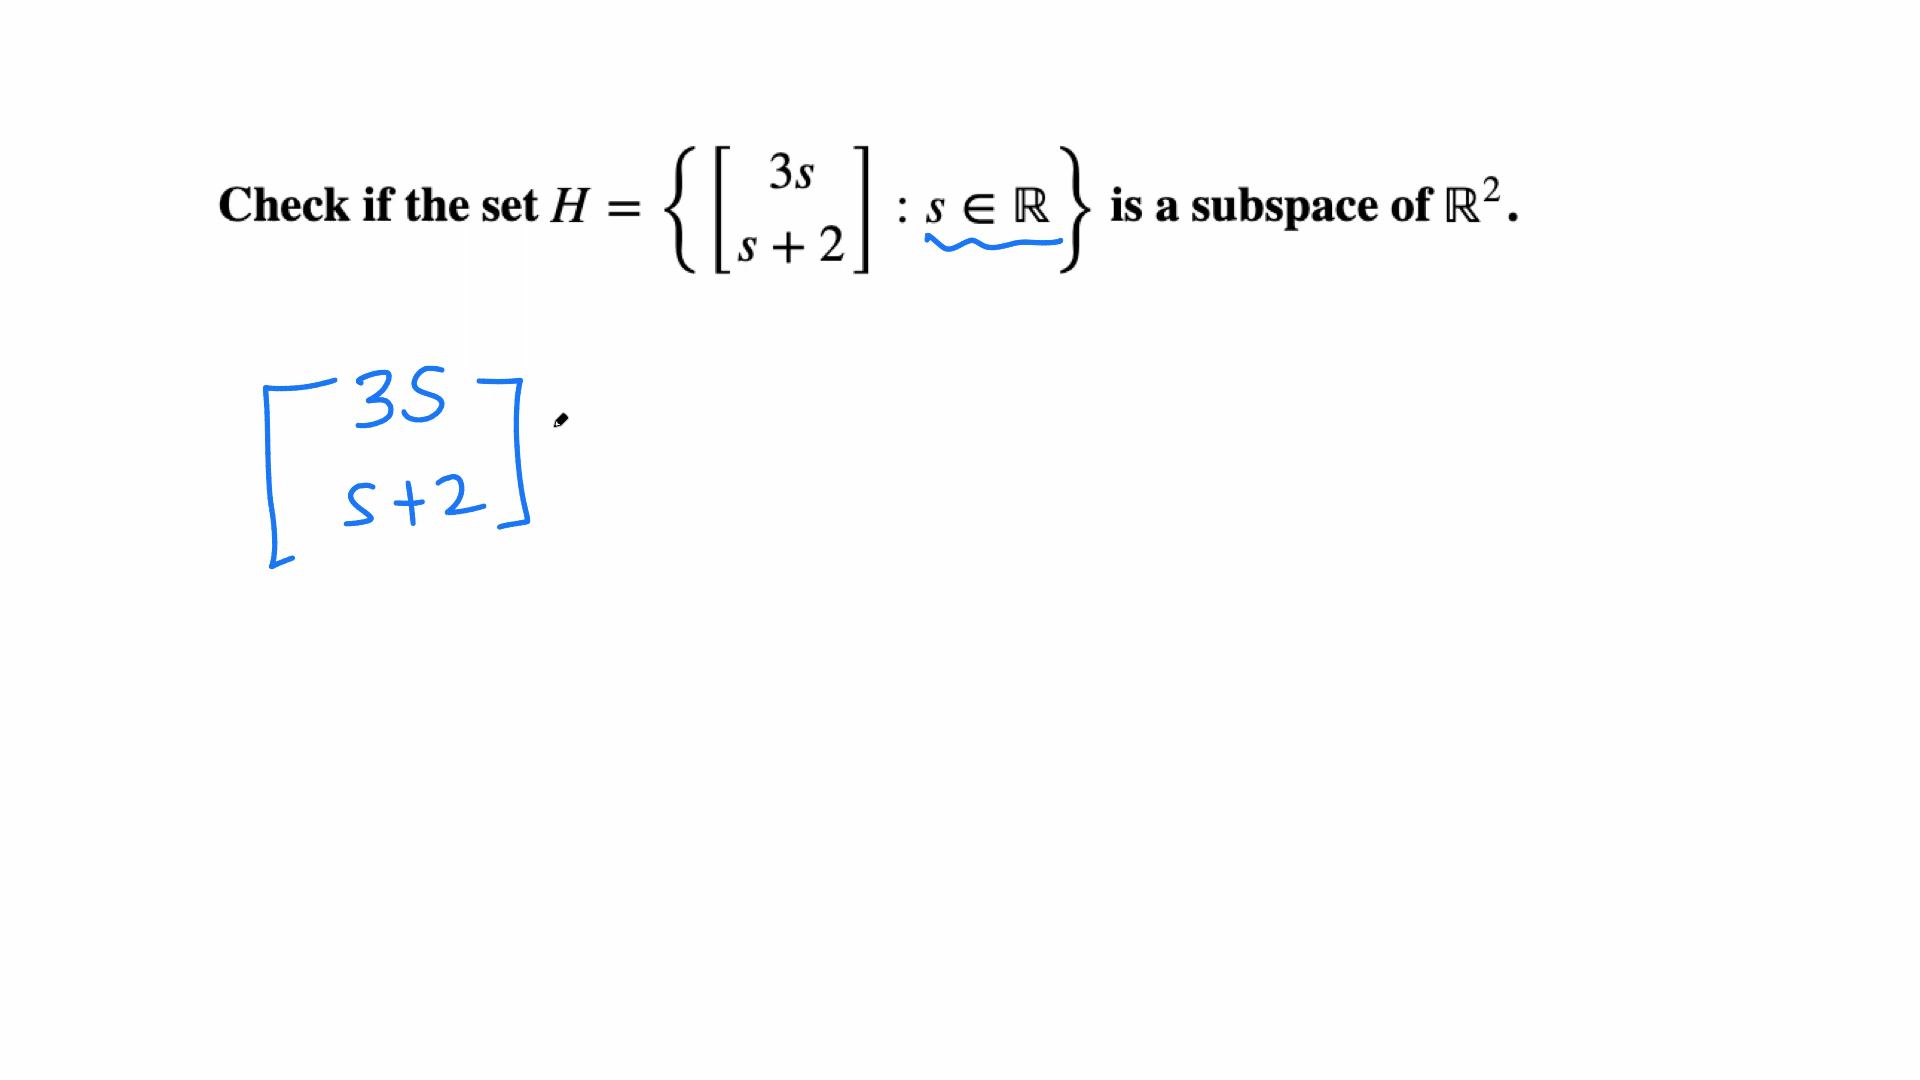 Check if the set H = { [ 3s
s + 2 ] : s ∈ ℝ } is a subspace of ℝ².
[ 3S
s+2 ]